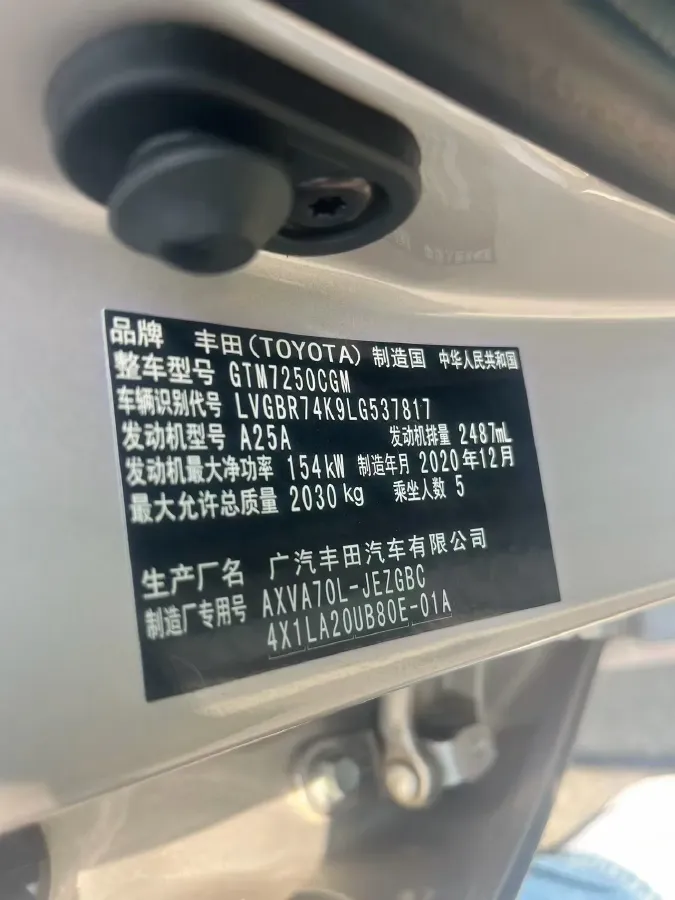 品牌 丰田(TOYOTA) 制造国 中华人民共和国
整车型号 GTM7250CGM
车辆识别代号 LVGBR74K9LG537817
发动机型号 A25A 发动机排量 2487mL
发动机最大净功率 154kW 制造年月 2020年12月
最大允许总质量 2030kg 乘坐人数 5
生产厂名 广汽丰田汽车有限公司
制造厂专用号 AXVA70L-JEZGBC
4X1LA20UB80E-01A